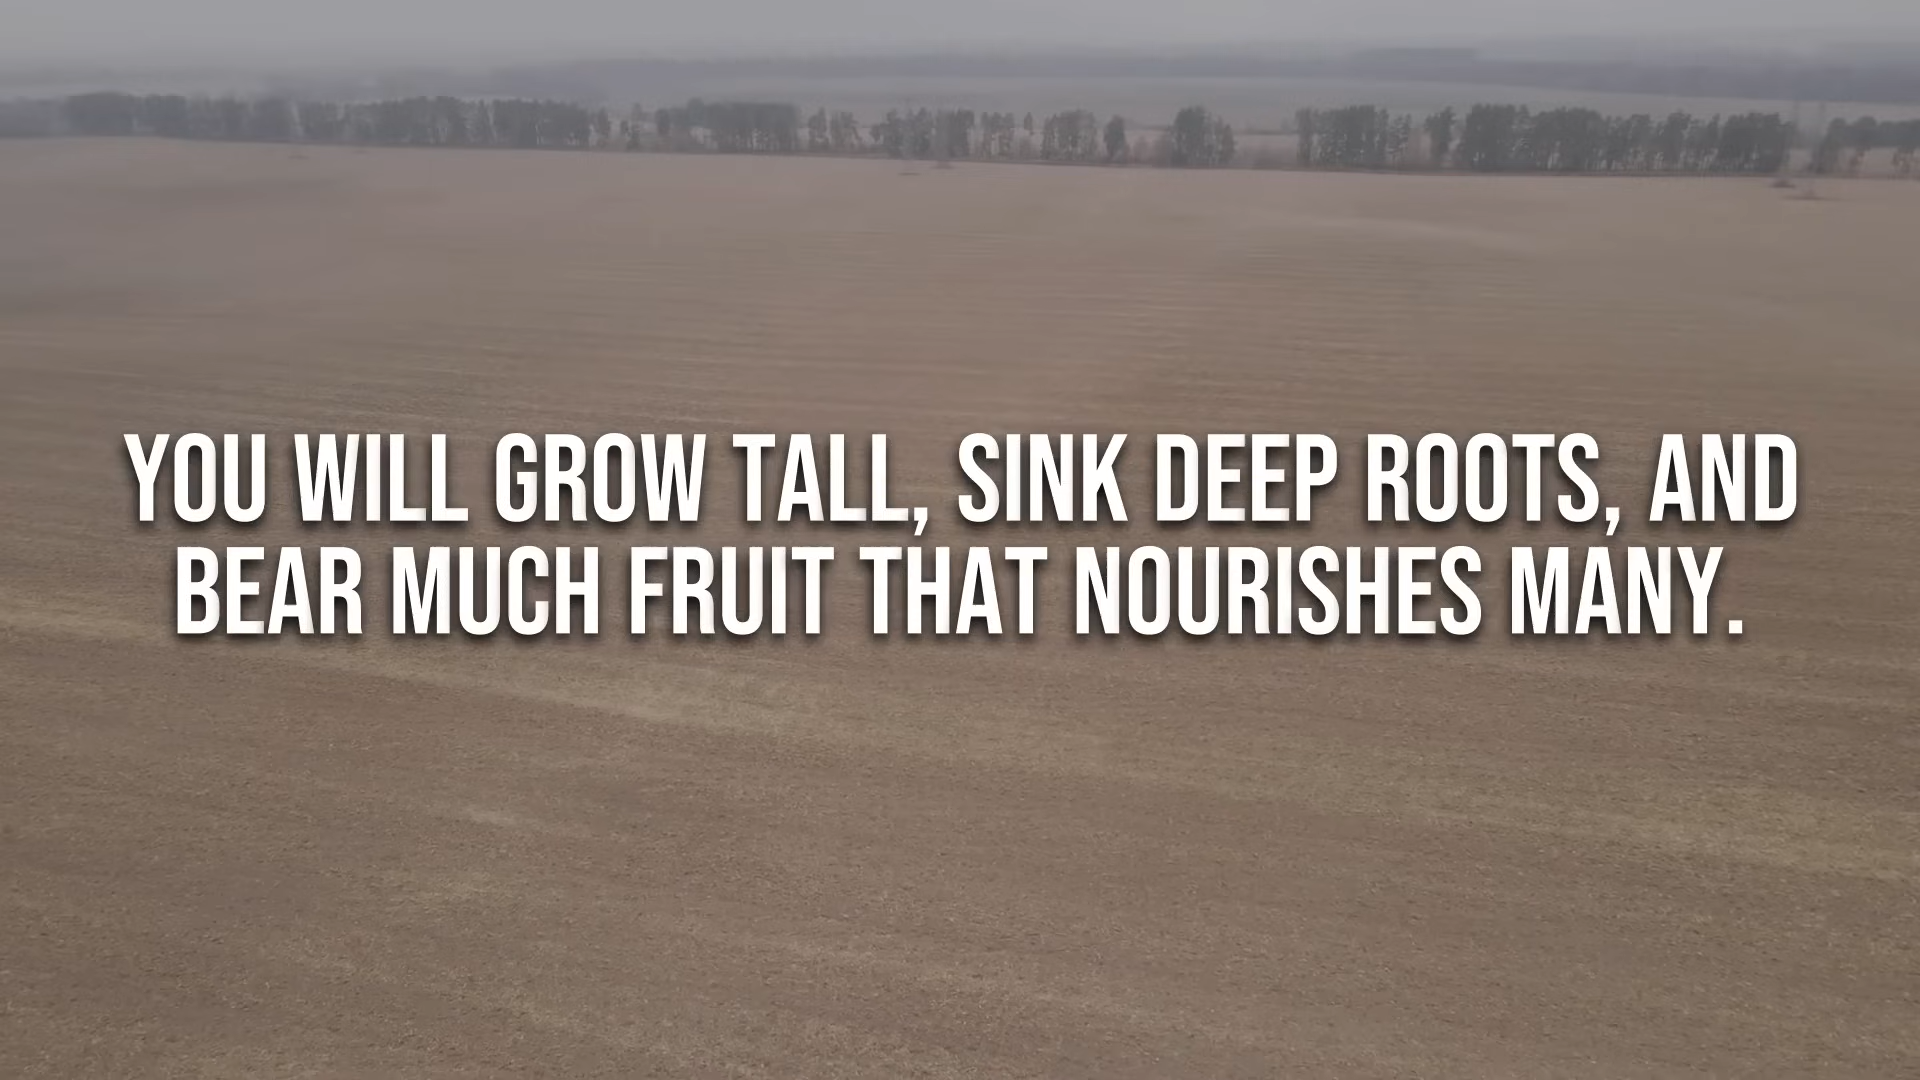 YOU WILL GROW TALL, SINK DEEP ROOTS, AND
BEAR MUCH FRUIT THAT NOURISHES MANY.